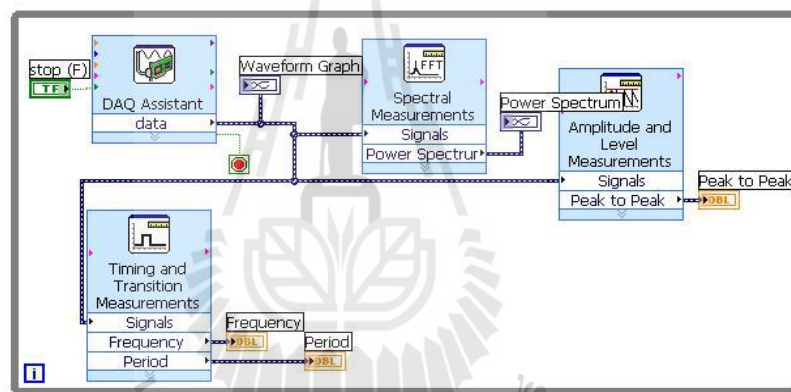 stop (F)
TF
DAQ Assistant
data
Waveform Graph
FFT
Spectral
Measurements
Signals
Power Spectrur
Power Spectrum
Amplitude and
Level
Measurements
Signals
Peak to Peak
Peak to Peak
DBL
Timing and
Transition
Measurements
Signals
Frequency
Period
Frequency
DBL
Period
DBL
i